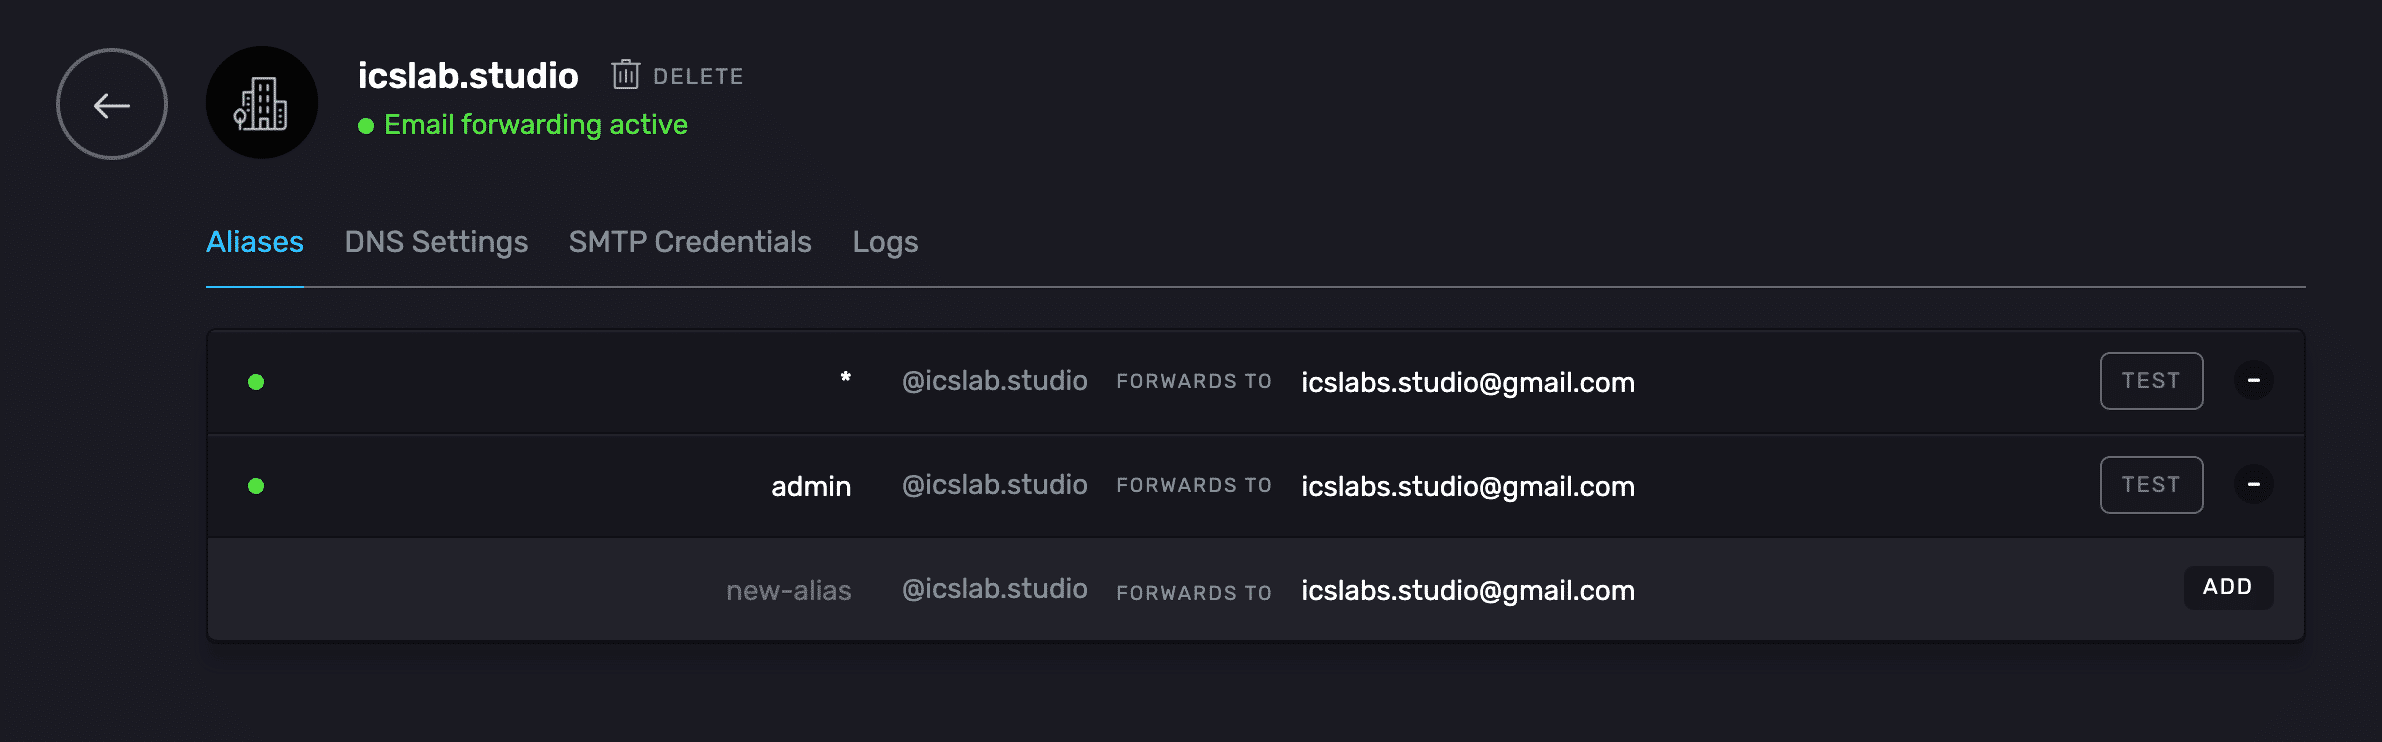 icslab.studio DELETE
Email forwarding active
Aliases DNS Settings SMTP Credentials Logs
* @icslab.studio FORWARDS TO icslabs.studio@gmail.com TEST -
admin @icslab.studio FORWARDS TO icslabs.studio@gmail.com TEST -
new-alias @icslab.studio FORWARDS TO icslabs.studio@gmail.com ADD